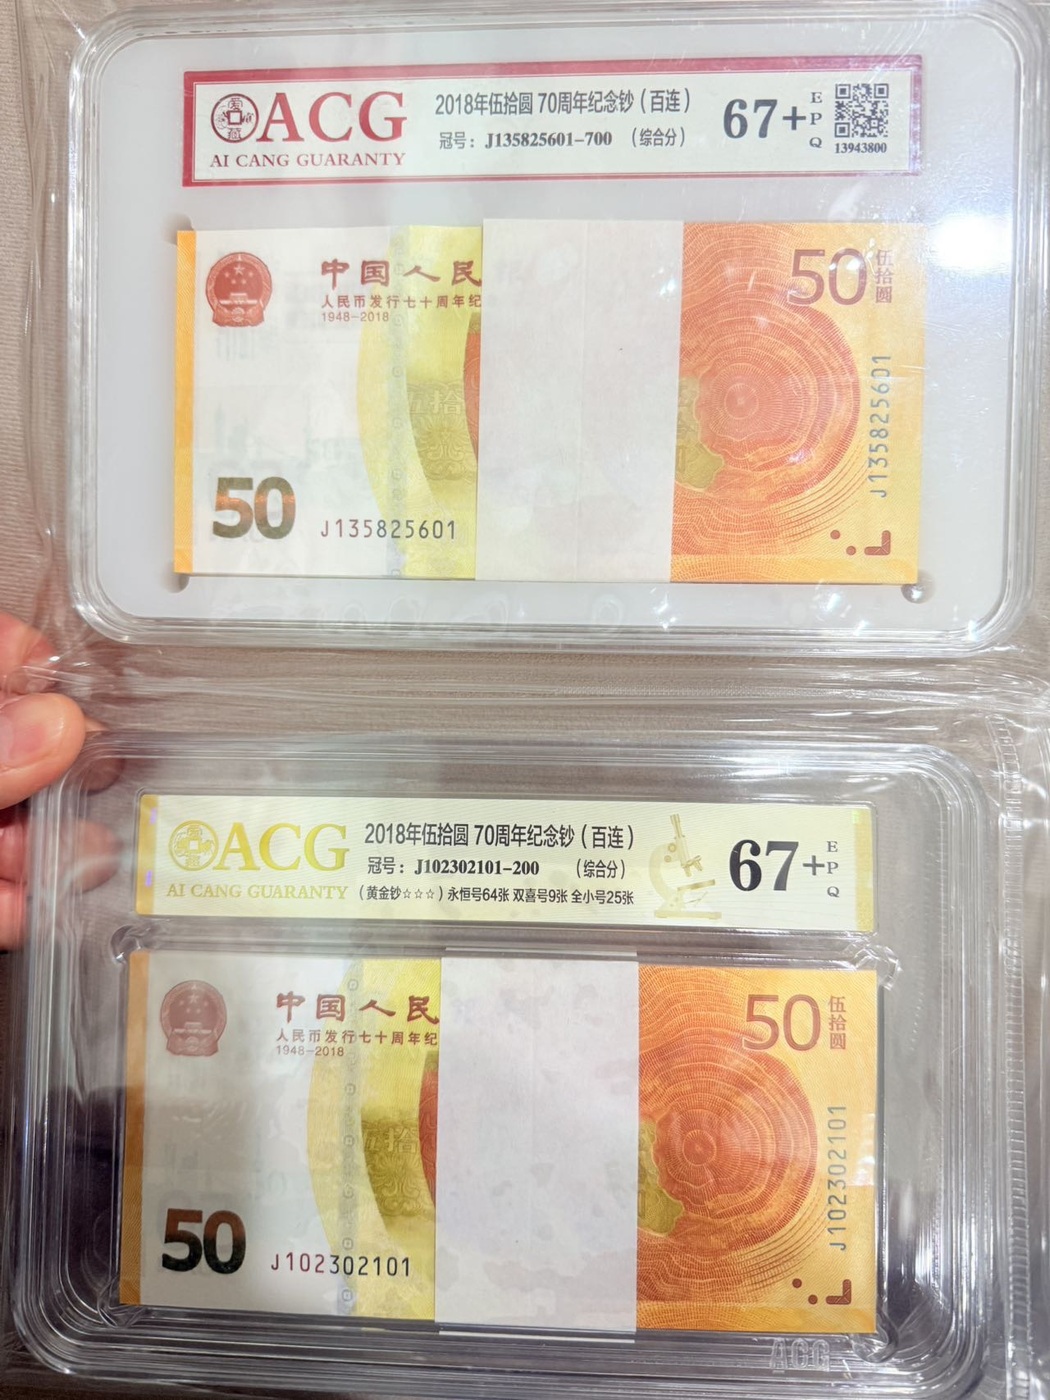 ACG
AI CANG GUARANTY
2018年伍拾圆 70周年纪念钞(百连)
冠号: J135825601-700 (综合分)
67+
EPQ
13943800
中国人民
人民币发行七十周年纪
1948-2018
50
J135825601
50
伍拾圆
J135825601
ACG
AI CANG GUARANTY
2018年伍拾圆 70周年纪念钞(百连)
冠号: J102302101-200 (综合分)
(黄金钞☆☆☆) 永恒号64张 双喜号9张 全小号25张
67+
EPQ
中国人民
人民币发行七十周年纪
1948-2018
50
J102302101
50
伍拾圆
J102302101
ACG